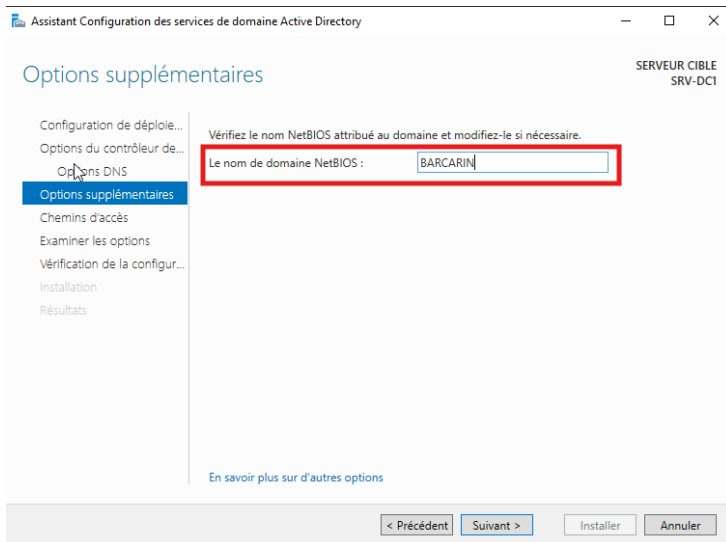 Assistant Configuration des services de domaine Active Directory
Options supplémentaires
SERVEUR CIBLE
SRV-DC1
Configuration de déploie...
Options du contrôleur de...
Options DNS
Options supplémentaires
Chemins d'accès
Examiner les options
Vérification de la configur...
Installation
Résultats
Vérifiez le nom NetBIOS attribué au domaine et modifiez-le si nécessaire.
Le nom de domaine NetBIOS : BARCARIN
En savoir plus sur d'autres options
< Précédent Suivant > Installer Annuler